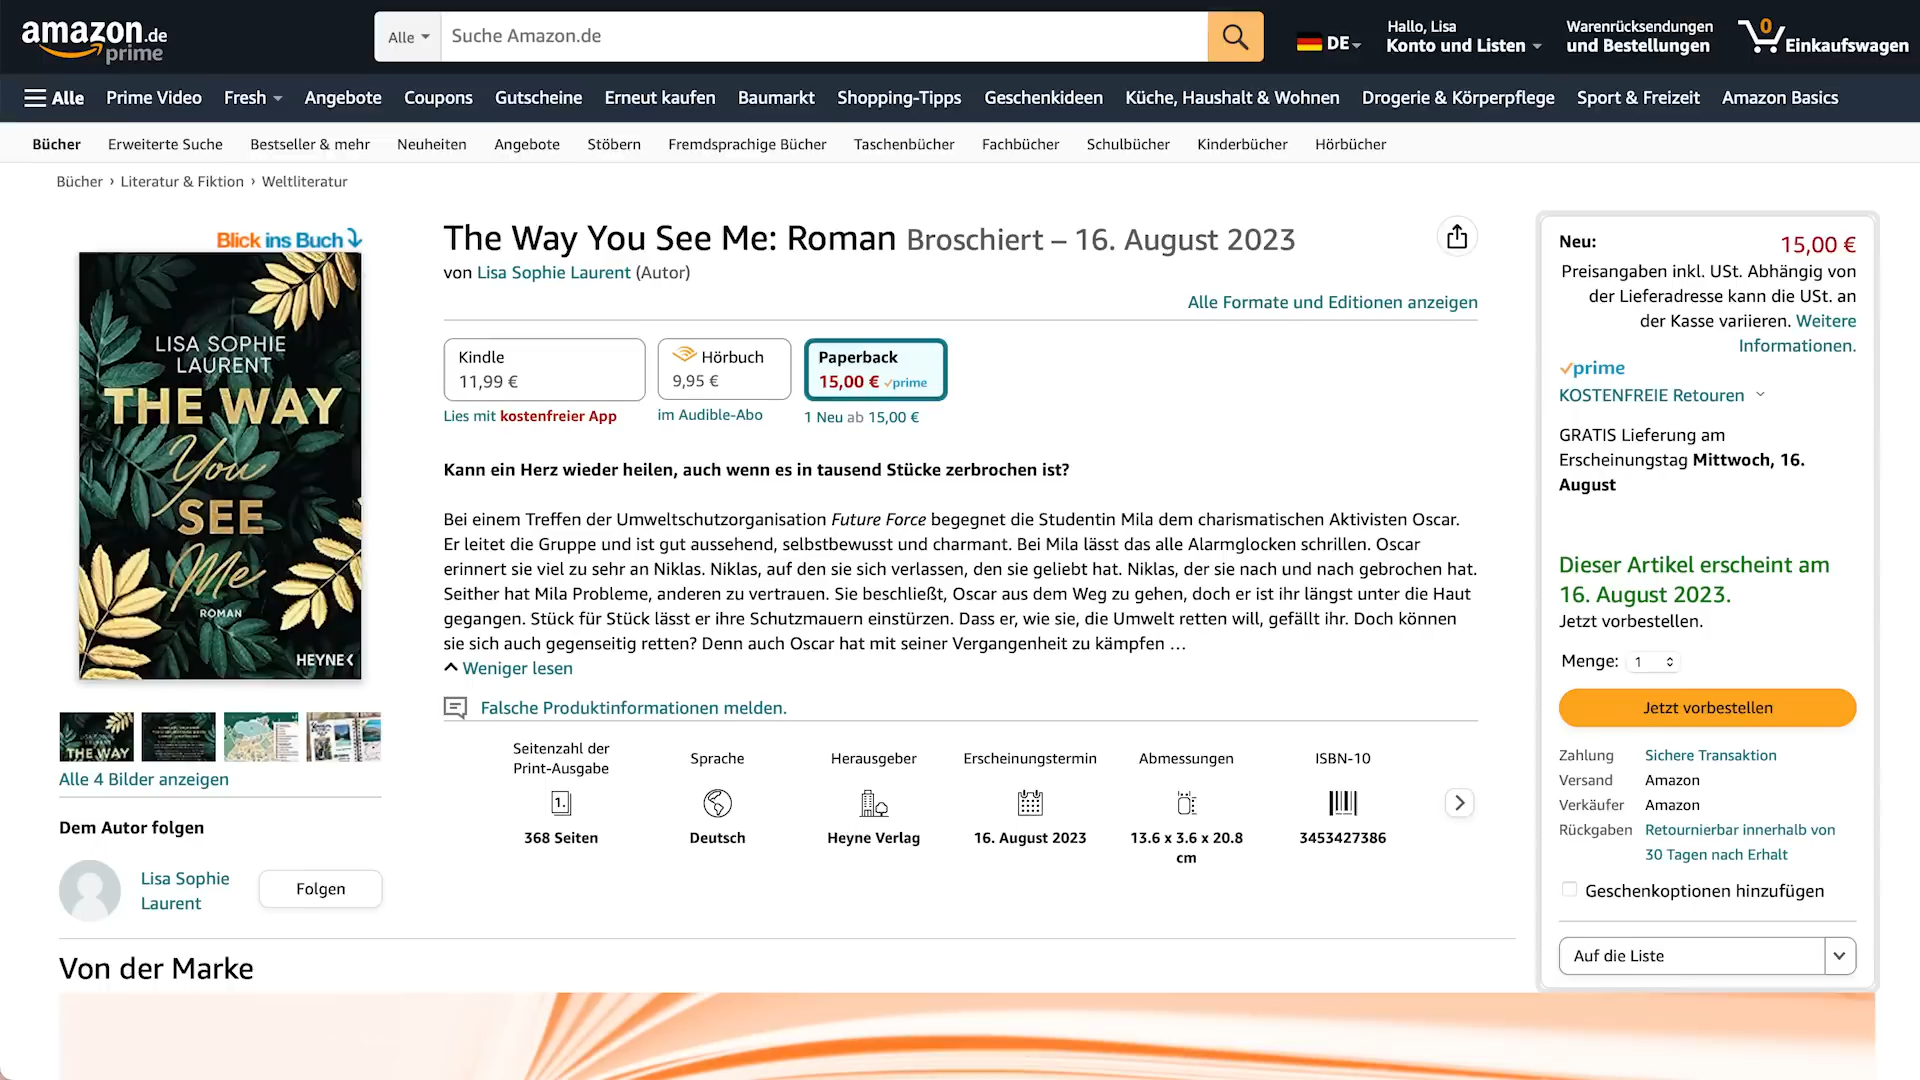 amazon.de
prime
Alle
Suche Amazon.de
DE
Hallo, Lisa
Konto und Listen
Warenrücksendungen
und Bestellungen
0
Einkaufswagen
Alle
Prime Video
Fresh
Angebote
Coupons
Gutscheine
Erneut kaufen
Baumarkt
Shopping-Tipps
Geschenkideen
Küche, Haushalt & Wohnen
Drogerie & Körperpflege
Sport & Freizeit
Amazon Basics
Bücher
Erweiterte Suche
Bestseller & mehr
Neuheiten
Angebote
Stöbern
Fremdsprachige Bücher
Taschenbücher
Fachbücher
Schulbücher
Kinderbücher
Hörbücher
Bücher › Literatur & Fiktion › Weltliteratur
Blick ins Buch
LISA SOPHIE
LAURENT
THE WAY
You
SEE
Me
ROMAN
HEYNE<
THE WAY
Alle 4 Bilder anzeigen
Dem Autor folgen
Lisa Sophie
Laurent
Folgen
The Way You See Me: Roman Broschiert – 16. August 2023
von Lisa Sophie Laurent (Autor)
Alle Formate und Editionen anzeigen
Kindle
11,99 €
Lies mit kostenfreier App
Hörbuch
9,95 €
im Audible-Abo
Paperback
15,00 € prime
1 Neu ab 15,00 €
Kann ein Herz wieder heilen, auch wenn es in tausend Stücke zerbrochen ist?
Bei einem Treffen der Umweltschutzorganisation Future Force begegnet die Studentin Mila dem charismatischen Aktivisten Oscar.
Er leitet die Gruppe und ist gut aussehend, selbstbewusst und charmant. Bei Mila lässt das alle Alarmglocken schrillen. Oscar
erinnert sie viel zu sehr an Niklas. Niklas, auf den sie sich verlassen, den sie geliebt hat. Niklas, der sie nach und nach gebrochen hat.
Seither hat Mila Probleme, anderen zu vertrauen. Sie beschließt, Oscar aus dem Weg zu gehen, doch er ist ihr längst unter die Haut
gegangen. Stück für Stück lässt er ihre Schutzmauern einstürzen. Dass er, wie sie, die Umwelt retten will, gefällt ihr. Doch können
sie sich auch gegenseitig retten? Denn auch Oscar hat mit seiner Vergangenheit zu kämpfen …
Weniger lesen
Falsche Produktinformationen melden.
Seitenzahl der
Print-Ausgabe
1.
368 Seiten
Sprache
Deutsch
Herausgeber
Heyne Verlag
Erscheinungstermin
16. August 2023
Abmessungen
13.6 x 3.6 x 20.8
cm
ISBN-10
3453427386
Neu:
15,00 €
Preisangaben inkl. USt. Abhängig von
der Lieferadresse kann die USt. an
der Kasse variieren. Weitere
Informationen.
prime
KOSTENFREIE Retouren
GRATIS Lieferung am
Erscheinungstag Mittwoch, 16.
August
Dieser Artikel erscheint am
16. August 2023.
Jetzt vorbestellen.
Menge: 1
Jetzt vorbestellen
Zahlung Sichere Transaktion
Versand Amazon
Verkäufer Amazon
Rückgaben Retournierbar innerhalb von
30 Tagen nach Erhalt
Geschenkoptionen hinzufügen
Auf die Liste
Von der Marke